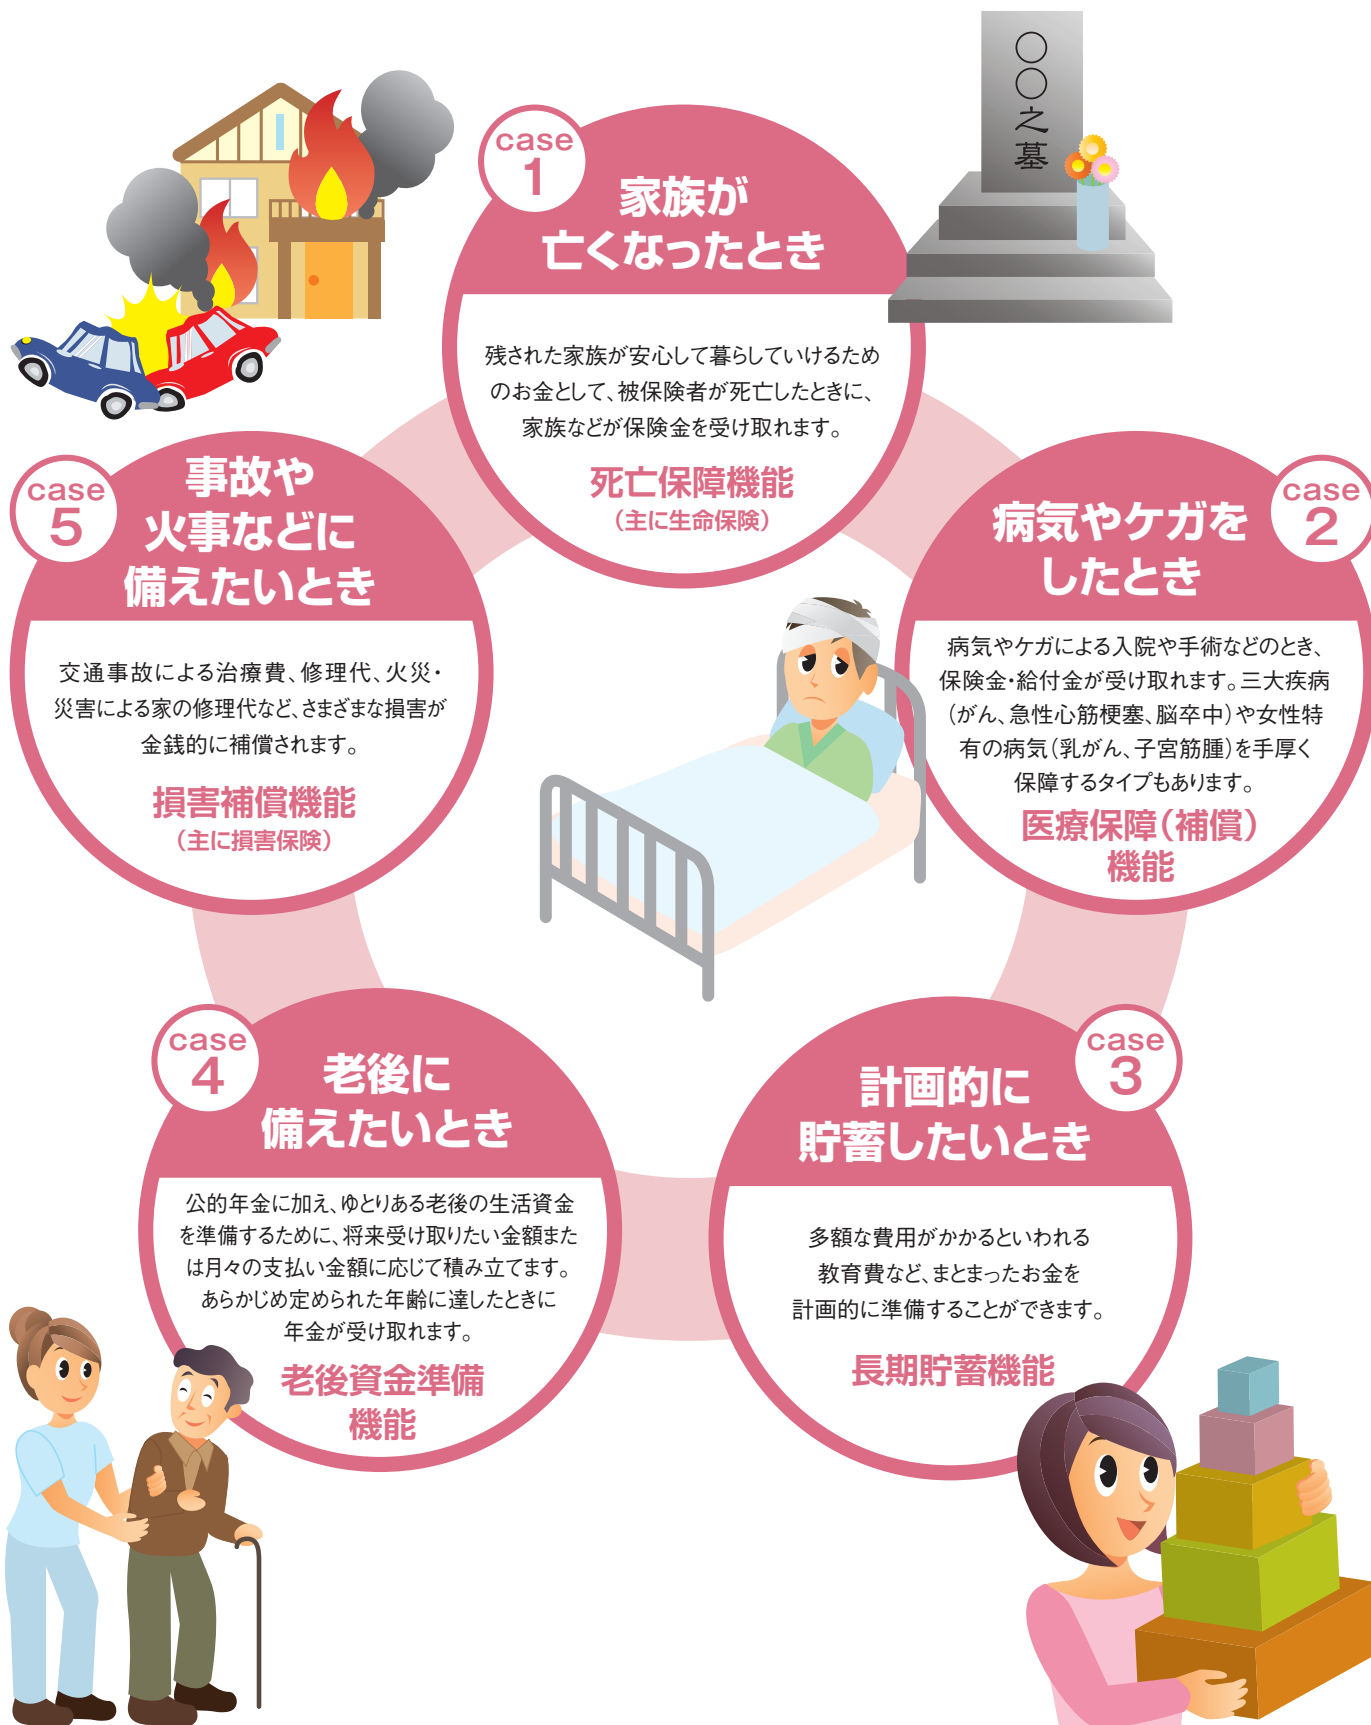 〇〇之墓
case
1
家族が
亡くなったとき
残された家族が安心して暮らしていけるため
のお金として、被保険者が死亡したときに、
家族などが保険金を受け取れます。
死亡保障機能
(主に生命保険)
case
2
病気やケガを
したとき
病気やケガによる入院や手術などのとき、
保険金・給付金が受け取れます。三大疾病
(がん、急性心筋梗塞、脳卒中)や女性特
有の病気(乳がん、子宮筋腫)を手厚く
保障するタイプもあります。
医療保障(補償)
機能
case
3
計画的に
貯蓄したいとき
多額な費用がかかるといわれる
教育費など、まとまったお金を
計画的に準備することができます。
長期貯蓄機能
case
4
老後に
備えたいとき
公的年金に加え、ゆとりある老後の生活資金
を準備するために、将来受け取りたい金額また
は月々の支払い金額に応じて積み立てます。
あらかじめ定められた年齢に達したときに
年金が受け取れます。
老後資金準備
機能
case
5
事故や
火事などに
備えたいとき
交通事故による治療費、修理代、火災・
災害による家の修理代など、さまざまな損害が
金銭的に補償されます。
損害補償機能
(主に損害保険)